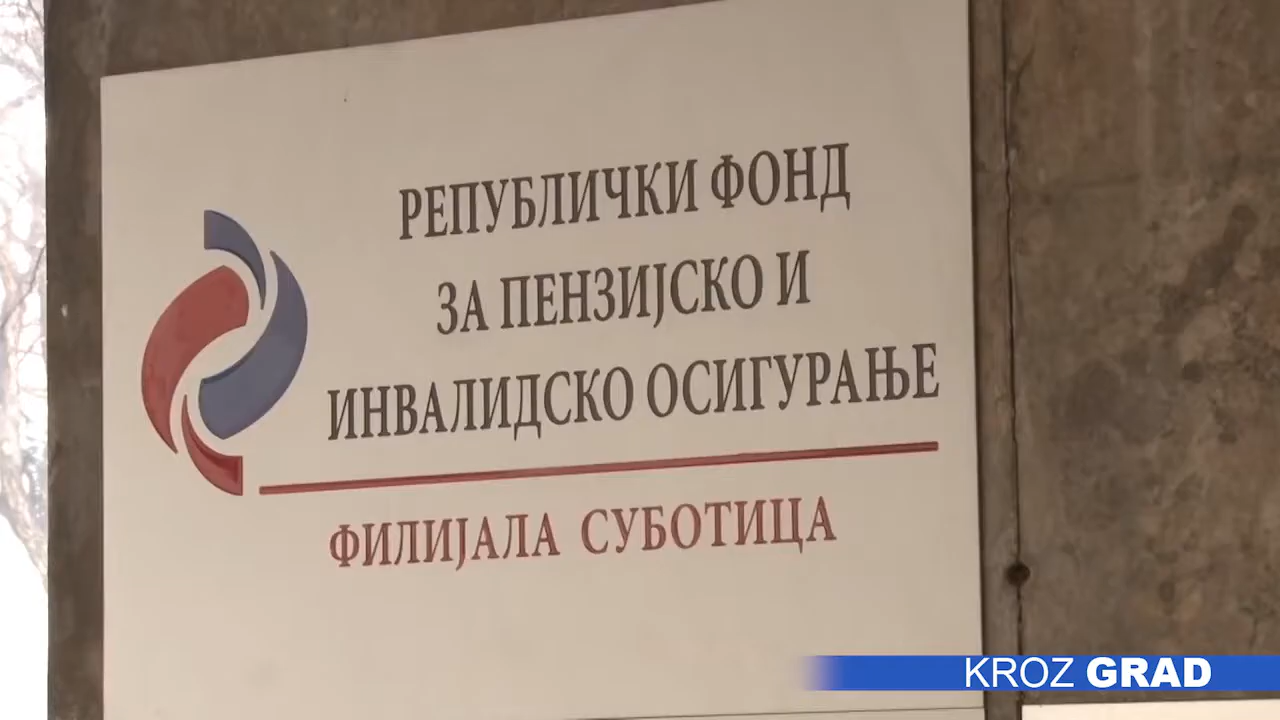 РЕПУБЛИЧКИ ФОНД
ЗА ПЕНЗИЈСКО И
ИНВАЛИДСКО ОСИГУРАЊЕ
ФИЛИЈАЛА СУБОТИЦА
KROZ GRAD